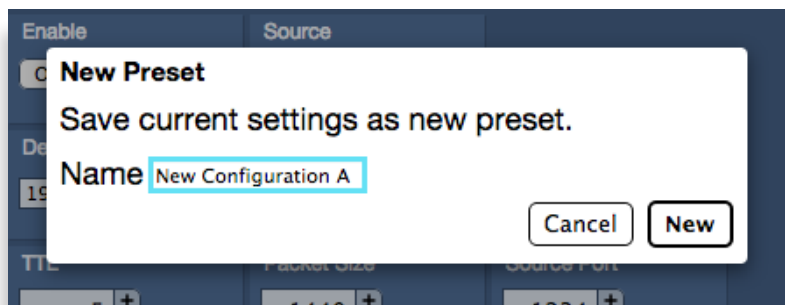 Enable Source
New Preset
Save current settings as new preset.
Name New Configuration A
Cancel New
Packet Size Source Port